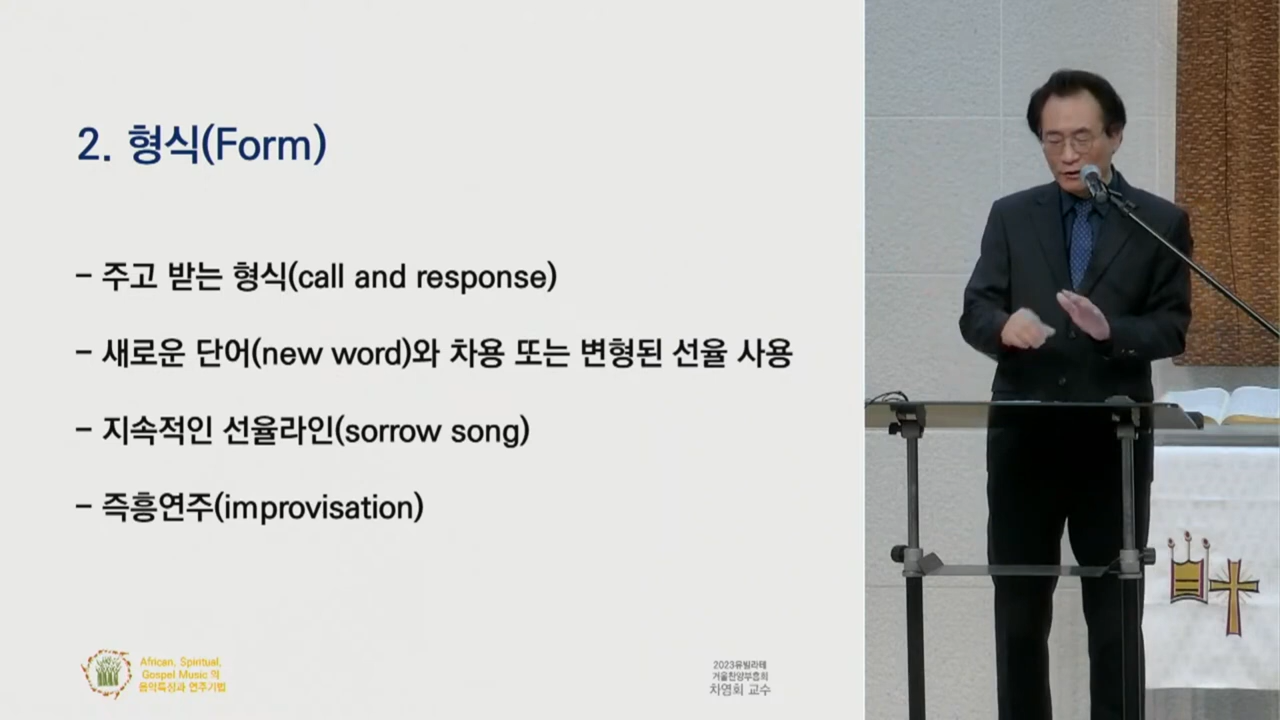 2. 형식(Form)
- 주고 받는 형식(call and response)
- 새로운 단어(new word)와 차용 또는 변형된 선율 사용
- 지속적인 선율라인(sorrow song)
- 즉흥연주(improvisation)
African, Spiritual,
Gospel Music 의
음악특성과 연주기법
2023유빌라테
겨울찬양부흥회
차영회 교수